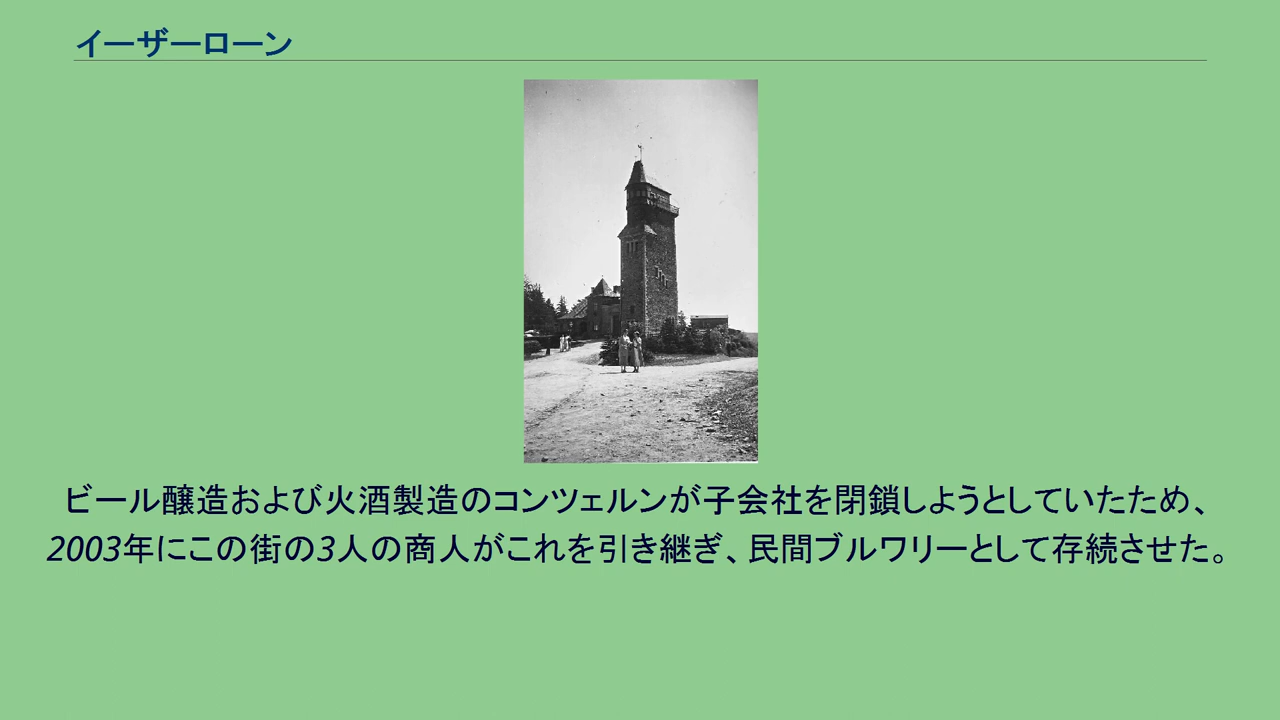 イーザーローン
ビール醸造および火酒製造のコンツェルンが子会社を閉鎖しようとしていたため、
2003年にこの街の3人の商人がこれを引き継ぎ、民間ブルワリーとして存続させた。